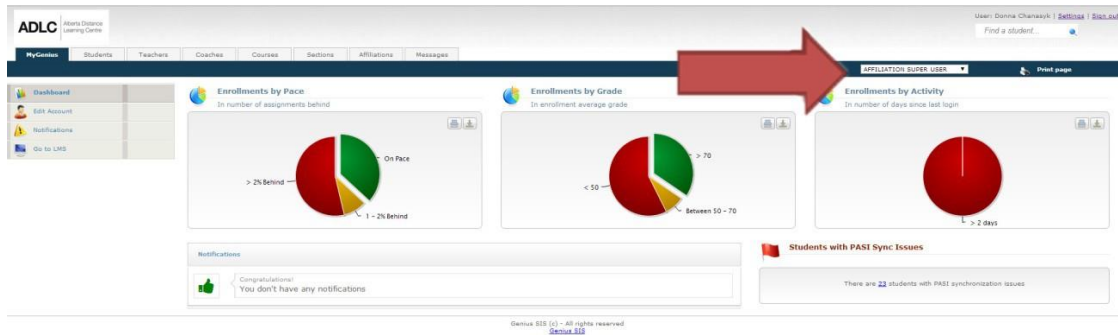 User: Donna Chanasyk | Settings | Sign out
ADLC Alberta Distance Learning Centre
Find a student...
MyGenius Students Teachers Coaches Courses Sections Affiliations Messages
AFFILIATION SUPER USER Print page
Dashboard
Edit Account
Notifications
Go to LMS
Enrollments by Pace
In number of assignments behind
On Pace
> 2% Behind
1 - 2% Behind
Enrollments by Grade
In enrollment average grade
> 70
< 50
Between 50 - 70
Enrollments by Activity
In number of days since last login
> 2 days
Notifications
Congratulations!
You don't have any notifications
Students with PASI Sync Issues
There are 23 students with PASI synchronization issues
Genius SIS (c) - All rights reserved
Genius SIS